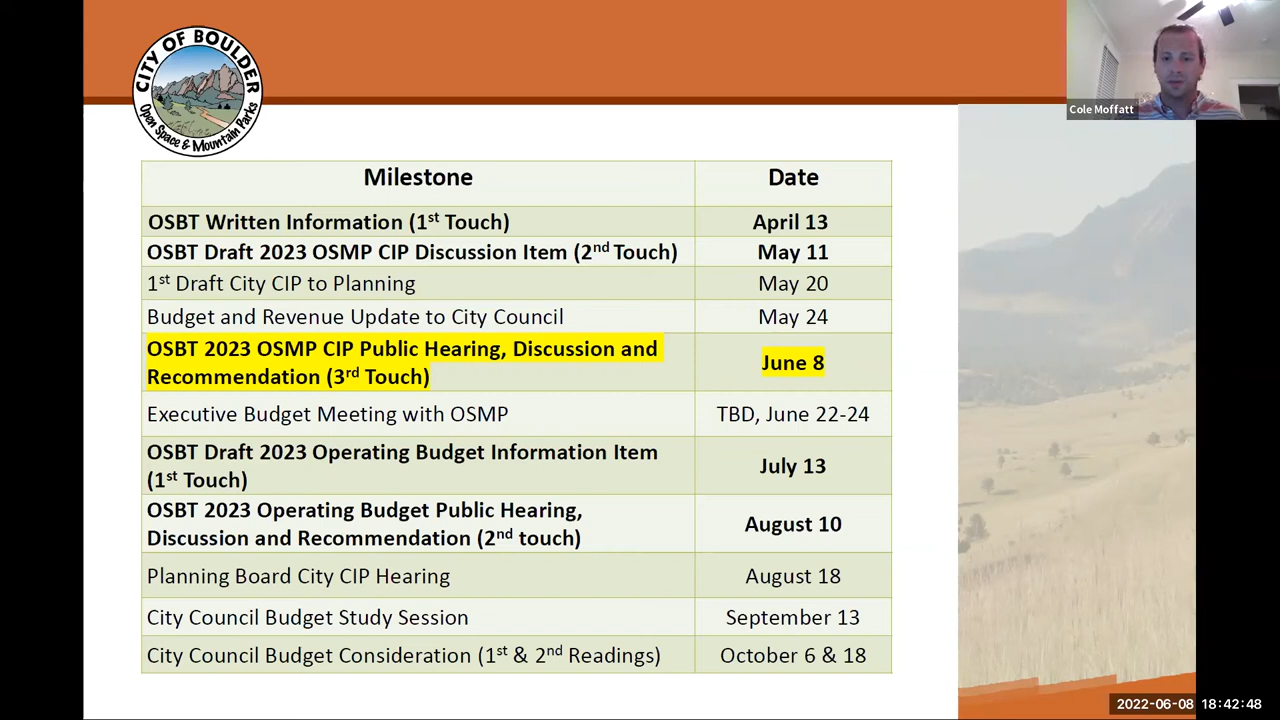 CITY OF BOULDER
Open Space & Mountain Parks
Cole Moffatt
Milestone Date
OSBT Written Information (1st Touch) April 13
OSBT Draft 2023 OSMP CIP Discussion Item (2nd Touch) May 11
1st Draft City CIP to Planning May 20
Budget and Revenue Update to City Council May 24
OSBT 2023 OSMP CIP Public Hearing, Discussion and
Recommendation (3rd Touch) June 8
Executive Budget Meeting with OSMP TBD, June 22-24
OSBT Draft 2023 Operating Budget Information Item
(1st Touch) July 13
OSBT 2023 Operating Budget Public Hearing,
Discussion and Recommendation (2nd touch) August 10
Planning Board City CIP Hearing August 18
City Council Budget Study Session September 13
City Council Budget Consideration (1st & 2nd Readings) October 6 & 18
2022-06-08 18:42:48